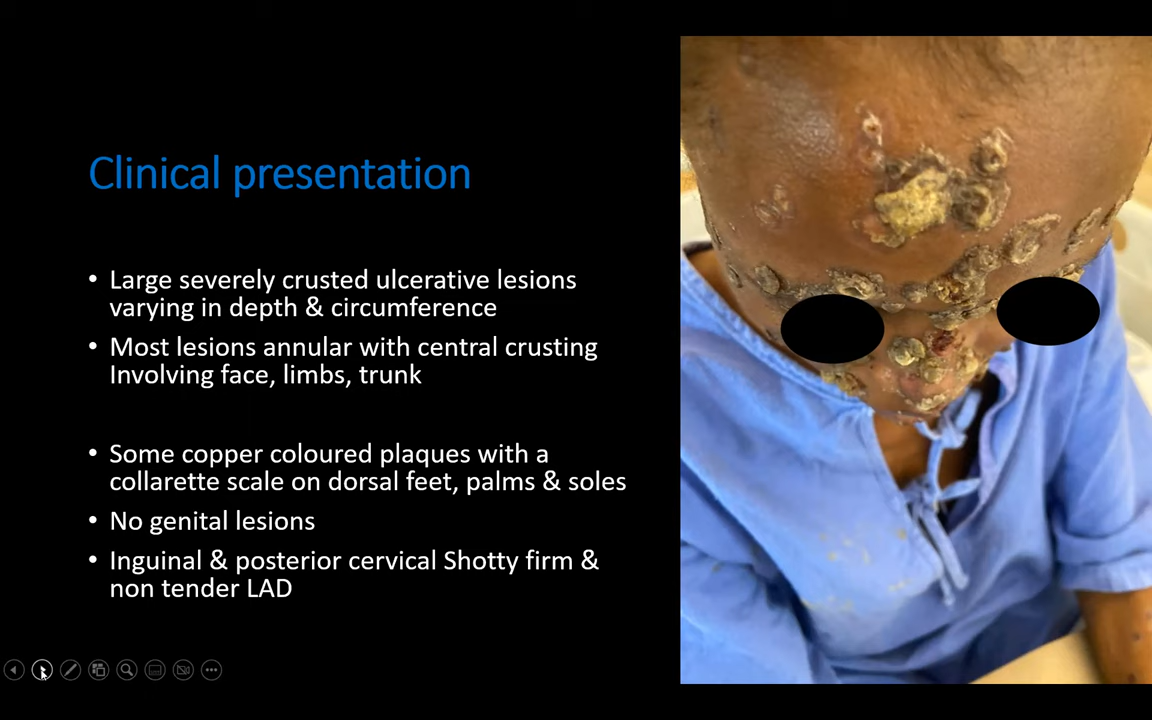 Clinical presentation
• Large severely crusted ulcerative lesions
varying in depth & circumference
• Most lesions annular with central crusting
Involving face, limbs, trunk
• Some copper coloured plaques with a
collarette scale on dorsal feet, palms & soles
• No genital lesions
• Inguinal & posterior cervical Shotty firm &
non tender LAD